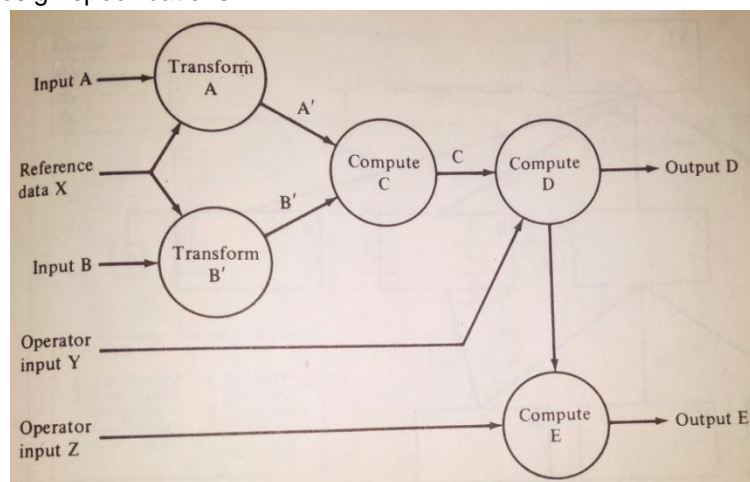 Input A
Transform
A
A'
Reference
data X
Compute
C
C
Compute
D
Output D
B'
Input B
Transform
B'
Operator
input Y
Operator
input Z
Compute
E
Output E